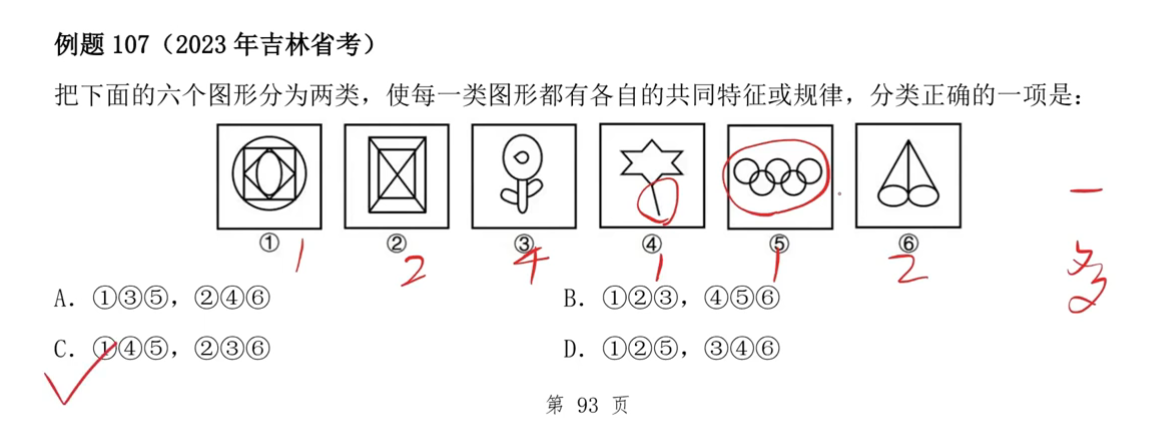 例题 107（2023 年吉林省考）
把下面的六个图形分为两类，使每一类图形都有各自的共同特征或规律，分类正确的一项是：
① ② ③ ④ ⑤ ⑥
1 2 4 1 1 2
一
多
A. ①③⑤，②④⑥ B. ①②③，④⑤⑥
C. ①④⑤，②③⑥ D. ①②⑤，③④⑥
第 93 页